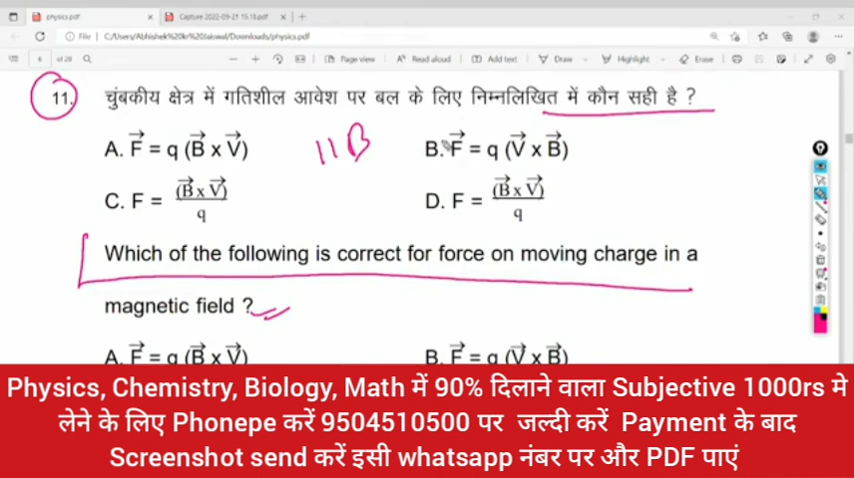 physics.pdf
Capture 2022-09-21 15.18.pdf
File | C:/Users/Abhishek%20kr%20Jaiswal/Downloads/physics.pdf
6 of 28 Page view Read aloud Add text Draw Highlight Erase
11. चुंबकीय क्षेत्र में गतिशील आवेश पर बल के लिए निम्नलिखित में कौन सही है ?
A. F⃗ = q (B⃗ x V⃗) 11 B B. F⃗ = q (V⃗ x B⃗)
C. F = (B⃗ x V⃗) / q D. F = (B⃗ x V⃗) / q
Which of the following is correct for force on moving charge in a
magnetic field ?
A. F⃗ = q (B⃗ x V⃗) B. F⃗ = q (V⃗ x B⃗)
Physics, Chemistry, Biology, Math में 90% दिलाने वाला Subjective 1000rs मे
लेने के लिए Phonepe करें 9504510500 पर जल्दी करें Payment के बाद
Screenshot send करें इसी whatsapp नंबर पर और PDF पाएं